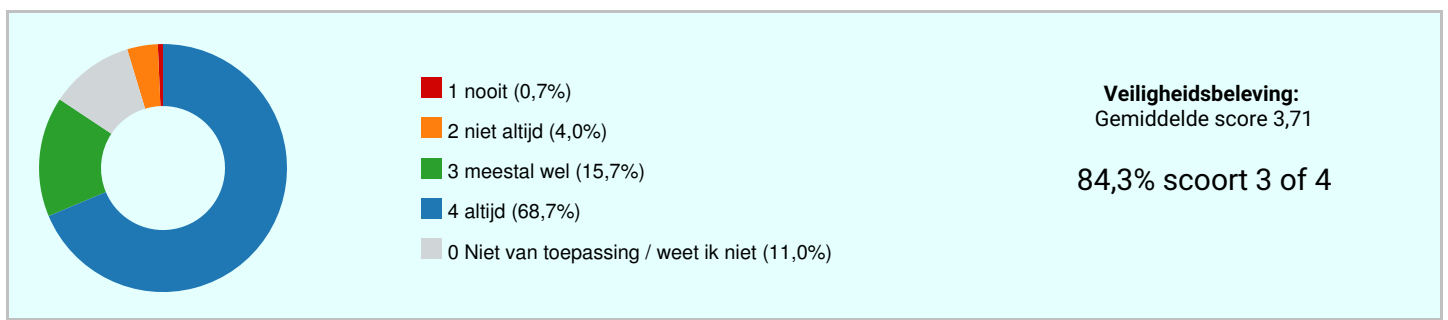 1 nooit (0,7%)
2 niet altijd (4,0%)
3 meestal wel (15,7%)
4 altijd (68,7%)
0 Niet van toepassing / weet ik niet (11,0%)
Veiligheidsbeleving:
Gemiddelde score 3,71
84,3% scoort 3 of 4